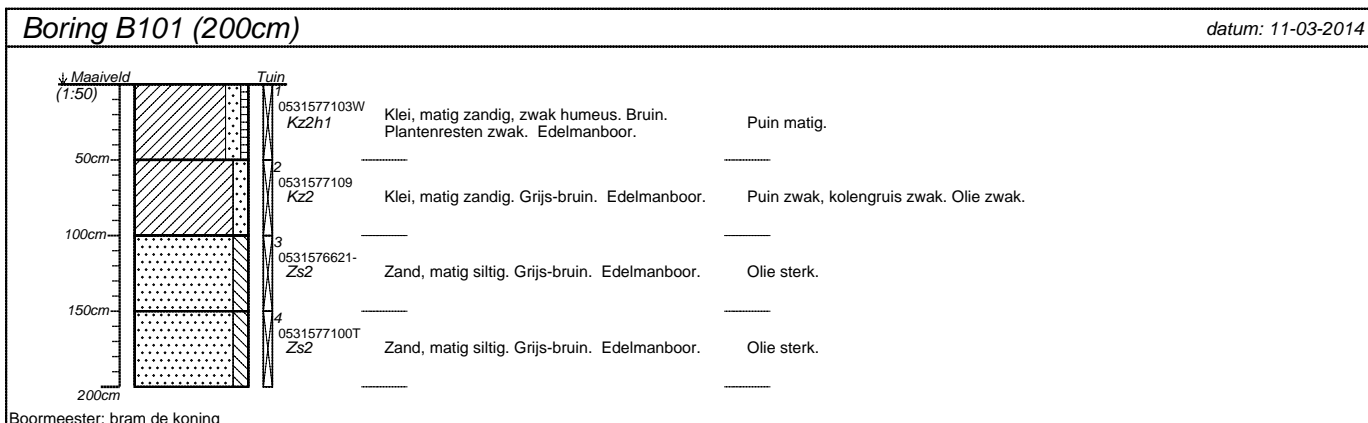 Boring B101 (200cm)
datum: 11-03-2014
Maaiveld
Tuin
(1:50)
1
0531577103W
Kz2h1
Klei, matig zandig, zwak humeus. Bruin.
Plantenresten zwak. Edelmanboor.
Puin matig.
50cm
2
0531577109
Kz2
Klei, matig zandig. Grijs-bruin. Edelmanboor.
Puin zwak, kolengruis zwak. Olie zwak.
100cm
3
0531576621-
Zs2
Zand, matig siltig. Grijs-bruin. Edelmanboor.
Olie sterk.
150cm
4
0531577100T
Zs2
Zand, matig siltig. Grijs-bruin. Edelmanboor.
Olie sterk.
200cm
Boormeester: bram de koning